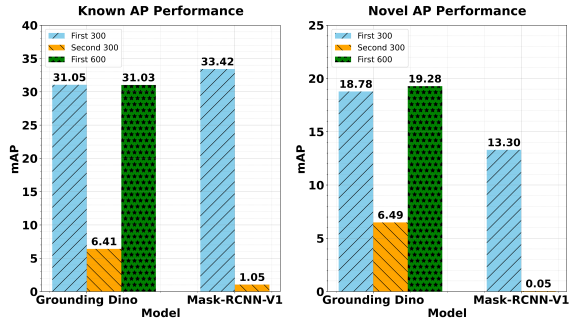 Known AP Performance
mAP
40
35
30
25
20
15
10
5
0
First 300
Second 300
First 600
31.05
6.41
31.03
33.42
1.05
Grounding Dino
Mask-RCNN-V1
Model
Novel AP Performance
mAP
25
20
15
10
5
0
First 300
Second 300
First 600
18.78
6.49
19.28
13.30
0.05
Grounding Dino
Mask-RCNN-V1
Model